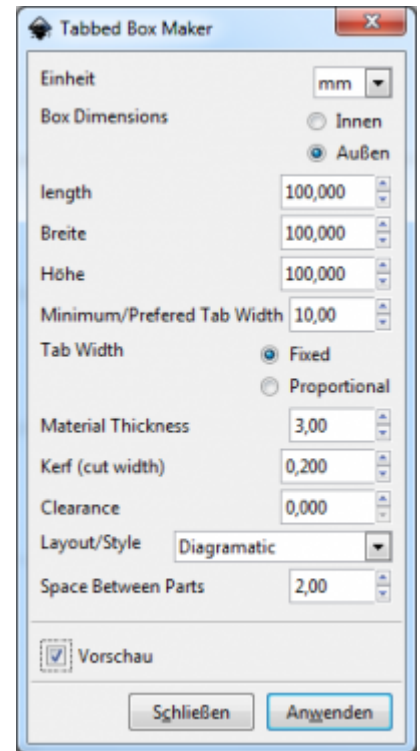 Tabbed Box Maker
Einheit mm
Box Dimensions Innen
Außen
length 100,000
Breite 100,000
Höhe 100,000
Minimum/Prefered Tab Width 10,00
Tab Width Fixed
Proportional
Material Thickness 3,00
Kerf (cut width) 0,200
Clearance 0,000
Layout/Style Diagramatic
Space Between Parts 2,00
Vorschau
Schließen Anwenden